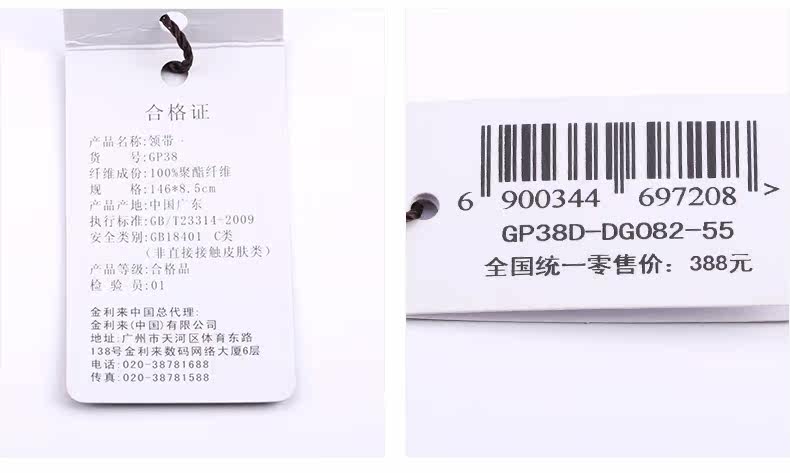 合格证
产品名称:领带
货　　号:GP38
纤维成份:100%聚酯纤维
规　　格:146*8.5cm
产品产地:中国广东
执行标准:GB/T23314-2009
安全类别:GB18401 C类
（非直接接触皮肤类）
产品等级:合格品
检 验 员:01
金利来中国总代理:
金利来(中国)有限公司
地址:广州市天河区体育东路
138号金利来数码网络大厦6层
电话:020-38781688
传真:020-38781588
6 900344 697208 >
GP38D-DG082-55
全国统一零售价：388元